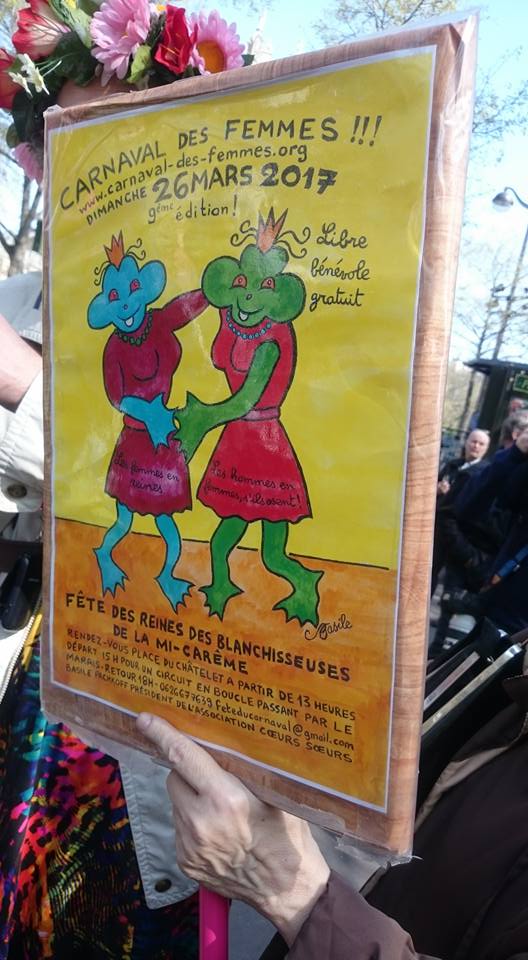 CARNAVAL DES FEMMES !!!
www.carnaval-des-femmes.org
DIMANCHE 26 MARS 2017
9ème édition !
Libre
bénévole
gratuit
Les femmes en
reines
Les hommes en
femmes, s'ils osent !
Basile
FÊTE DES REINES DES BLANCHISSEUSES
DE LA MI-CARÊME
RENDEZ-VOUS PLACE DU CHÂTELET A PARTIR DE 13 HEURES
DÉPART 15 H POUR UN CIRCUIT EN BOUCLE PASSANT PAR LE
MARAIS-RETOUR 18H-0626677639 feteducarnaval@gmail.com
BASILE PACHKOFF PRÉSIDENT DE L'ASSOCIATION CŒURS SŒURS